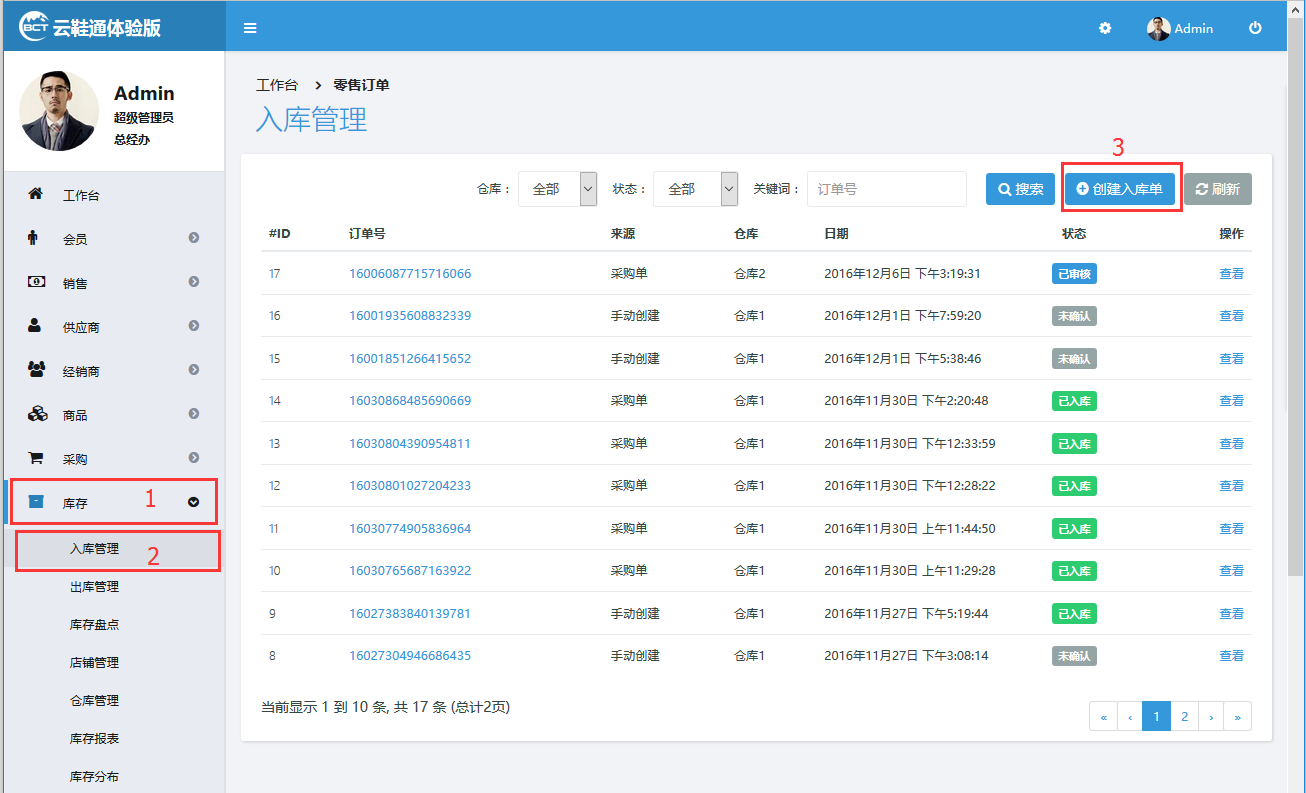 BCT 云鞋通体验版
Admin
Admin
超级管理员
总经办
工作台
会员
销售
供应商
经销商
商品
采购
库存 1
入库管理 2
出库管理
库存盘点
店铺管理
仓库管理
库存报表
库存分布
工作台 > 零售订单
入库管理
3
仓库： 全部 状态： 全部 关键词： 订单号 搜索 创建入库单 刷新
#ID 订单号 来源 仓库 日期 状态 操作
17 16006087715716066 采购单 仓库2 2016年12月6日 下午3:19:31 已审核 查看
16 16001935608832339 手动创建 仓库1 2016年12月1日 下午7:59:20 未确认 查看
15 16001851266415652 手动创建 仓库1 2016年12月1日 下午5:38:46 未确认 查看
14 16030868485690669 采购单 仓库1 2016年11月30日 下午2:20:48 已入库 查看
13 16030804390954811 采购单 仓库1 2016年11月30日 下午12:33:59 已入库 查看
12 16030801027204233 采购单 仓库1 2016年11月30日 下午12:28:22 已入库 查看
11 16030774905836964 采购单 仓库1 2016年11月30日 上午11:44:50 已入库 查看
10 16030765687163922 采购单 仓库1 2016年11月30日 上午11:29:28 已入库 查看
9 16027383840139781 手动创建 仓库1 2016年11月27日 下午5:19:44 已入库 查看
8 16027304946686435 手动创建 仓库1 2016年11月27日 下午3:08:14 未确认 查看
当前显示 1 到 10 条, 共 17 条 (总计2页)
« ‹ 1 2 › »